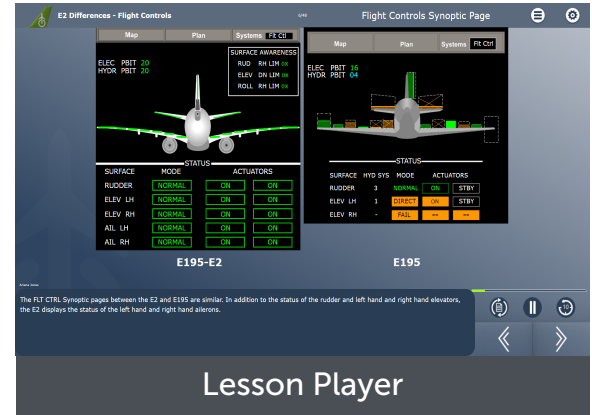 E2 Differences - Flight Controls
6/46
Flight Controls Synoptic Page
Map Plan Systems Flt Ctl
ELEC PBIT 20
HYDR PBIT 20
SURFACE AWARENESS
RUD RH LIM OK
ELEV DN LIM OK
ROLL RH LIM OK
STATUS
SURFACE MODE ACTUATORS
RUDDER NORMAL ON ON
ELEV LH NORMAL ON ON
ELEV RH NORMAL ON ON
AIL LH NORMAL ON ON
AIL RH NORMAL ON ON
E195-E2
Map Plan Systems Flt Ctl
ELEC PBIT 16
HYDR PBIT 04
STATUS
SURFACE HYD SYS MODE ACTUATORS
RUDDER 3 NORMAL ON STBY
ELEV LH 1 DIRECT ON STBY
ELEV RH - FAIL -- --
E195
The FLT CTRL Synoptic pages between the E2 and E195 are similar. In addition to the status of the rudder and left hand and right hand elevators,
the E2 displays the status of the left hand and right hand ailerons.
10
Lesson Player